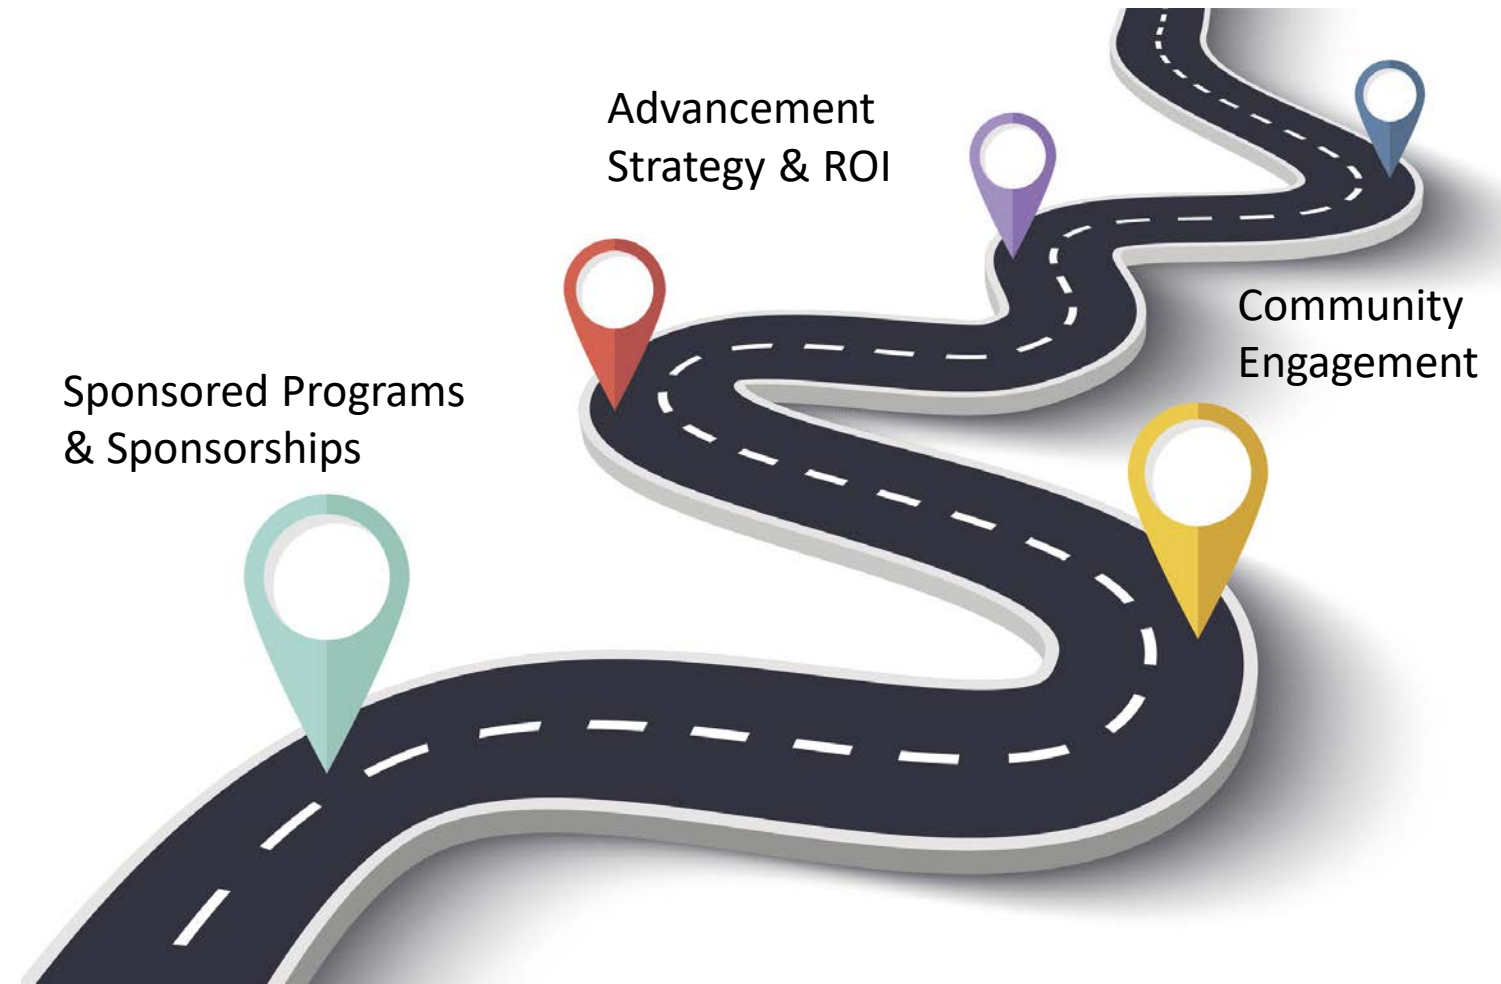 Advancement
Strategy & ROI
Community
Engagement
Sponsored Programs
& Sponsorships